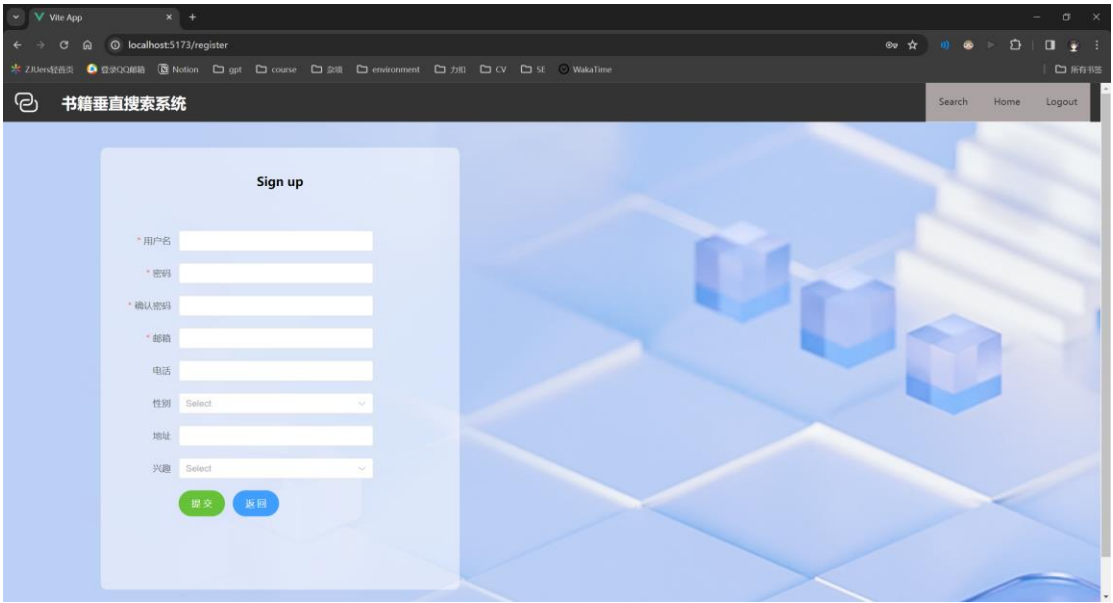 Vite App
localhost:5173/register
ZJUers轻首页 登录QQ邮箱 Notion gpt course 杂项 environment 力扣 CV SE WakaTime 所有书签
书籍垂直搜索系统 Search Home Logout
Sign up
* 用户名
* 密码
* 确认密码
* 邮箱
电话
性别 Select
地址
兴趣 Select
提交 返回